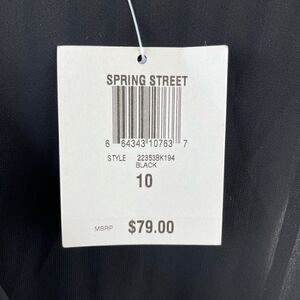 SPRING STREET
6 64343 10763 7
STYLE 22353BK194
BLACK
10
MSRP $79.00